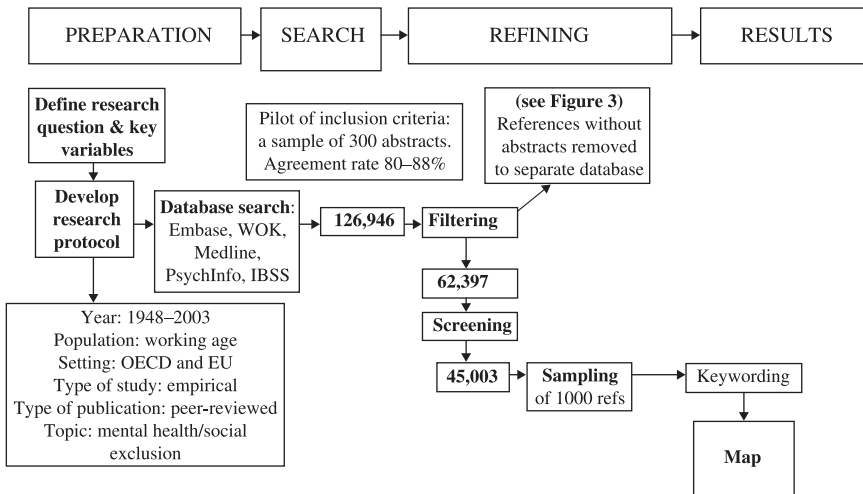 PREPARATION
SEARCH
REFINING
RESULTS
Define research
question & key
variables
Pilot of inclusion criteria:
a sample of 300 abstracts.
Agreement rate 80–88%
(see Figure 3)
References without
abstracts removed
to separate database
Develop
research
protocol
Database search:
Embase, WOK,
Medline,
PsychInfo, IBSS
126,946
Filtering
62,397
Screening
45,003
Sampling
of 1000 refs
Keywording
Map
Year: 1948–2003
Population: working age
Setting: OECD and EU
Type of study: empirical
Type of publication: peer-reviewed
Topic: mental health/social
exclusion